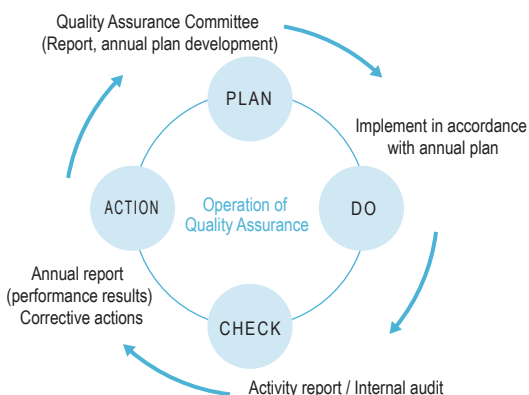 Quality Assurance Committee
(Report, annual plan development)
PLAN
Implement in accordance
with annual plan
ACTION
Operation of
Quality Assurance
DO
Annual report
(performance results)
Corrective actions
CHECK
Activity report / Internal audit